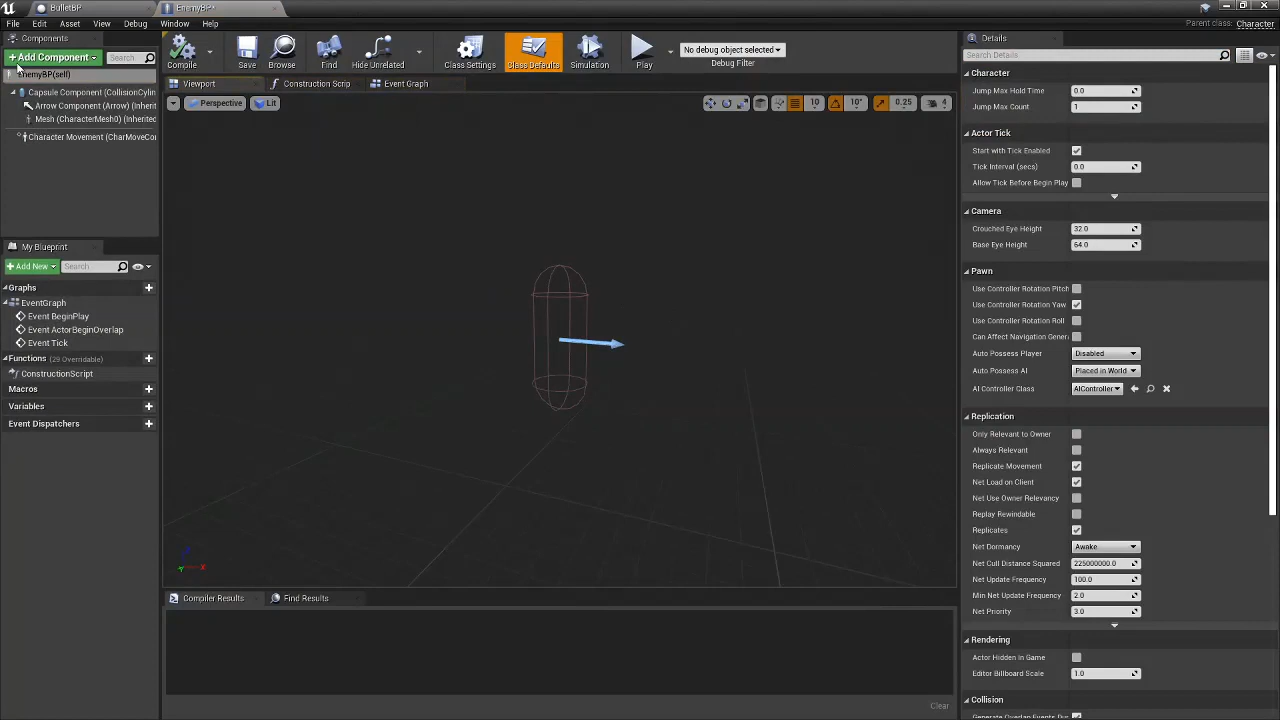 BulletBP
EnemyBP*
File Edit Asset View Debug Window Help
Parent class: Character
Components
+Add Component
Search
EnemyBP(self)
Capsule Component (CollisionCylin
Arrow Component (Arrow) (Inherit
Mesh (CharacterMesh0) (Inherited
Character Movement (CharMoveCo
My Blueprint
+Add New
Search
Graphs
EventGraph
Event BeginPlay
Event ActorBeginOverlap
Event Tick
Functions (29 Overridable)
ConstructionScript
Macros
Variables
Event Dispatchers
Compile
Save
Browse
Find
Hide Unrelated
Class Settings
Class Defaults
Simulation
Play
No debug object selected
Debug Filter
Viewport
Construction Scrip
Event Graph
Perspective
Lit
10
10°
0.25
4
X
Compiler Results
Find Results
Clear
Details
Search Details
Character
Jump Max Hold Time 0.0
Jump Max Count 1
Actor Tick
Start with Tick Enabled
Tick Interval (secs) 0.0
Allow Tick Before Begin Play
Camera
Crouched Eye Height 32.0
Base Eye Height 64.0
Pawn
Use Controller Rotation Pitch
Use Controller Rotation Yaw
Use Controller Rotation Roll
Can Affect Navigation Gener
Auto Possess Player Disabled
Auto Possess AI Placed in World
AI Controller Class AIController
Replication
Only Relevant to Owner
Always Relevant
Replicate Movement
Net Load on Client
Net Use Owner Relevancy
Replay Rewindable
Replicates
Net Dormancy Awake
Net Cull Distance Squared 225000000.0
Net Update Frequency 100.0
Min Net Update Frequency 2.0
Net Priority 3.0
Rendering
Actor Hidden In Game
Editor Billboard Scale 1.0
Collision
Generate Overlap Events Du